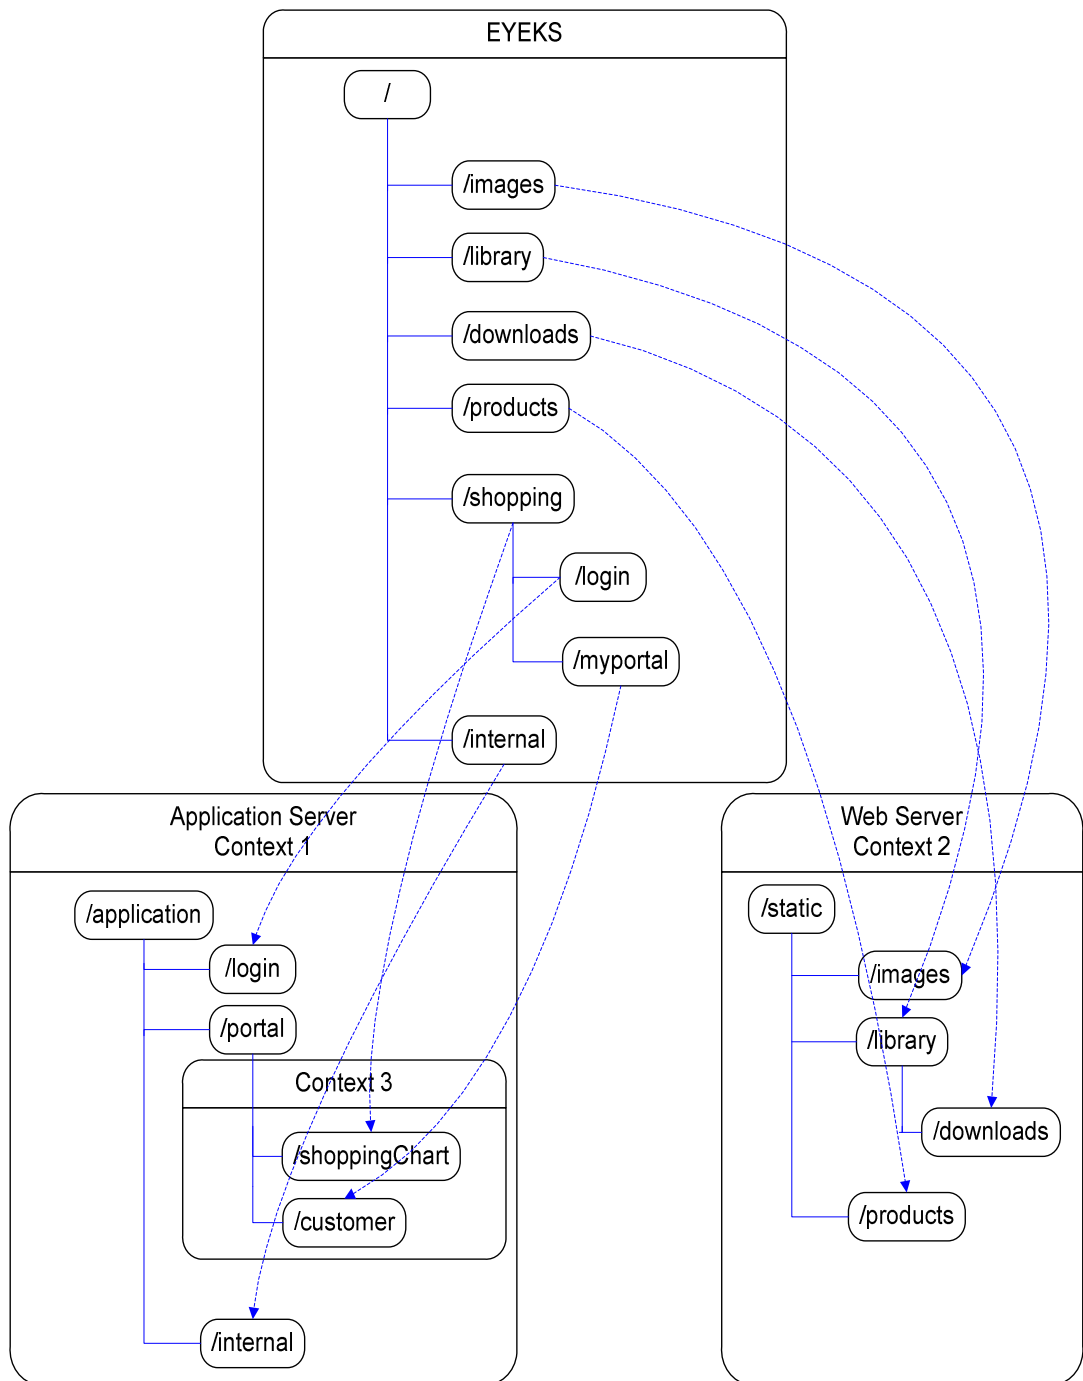 EYEKS
/
/images
/library
/downloads
/products
/shopping
/login
/myportal
/internal
Application Server
Context 1
/application
/login
/portal
Context 3
/shoppingChart
/customer
/internal
Web Server
Context 2
/static
/images
/library
/downloads
/products